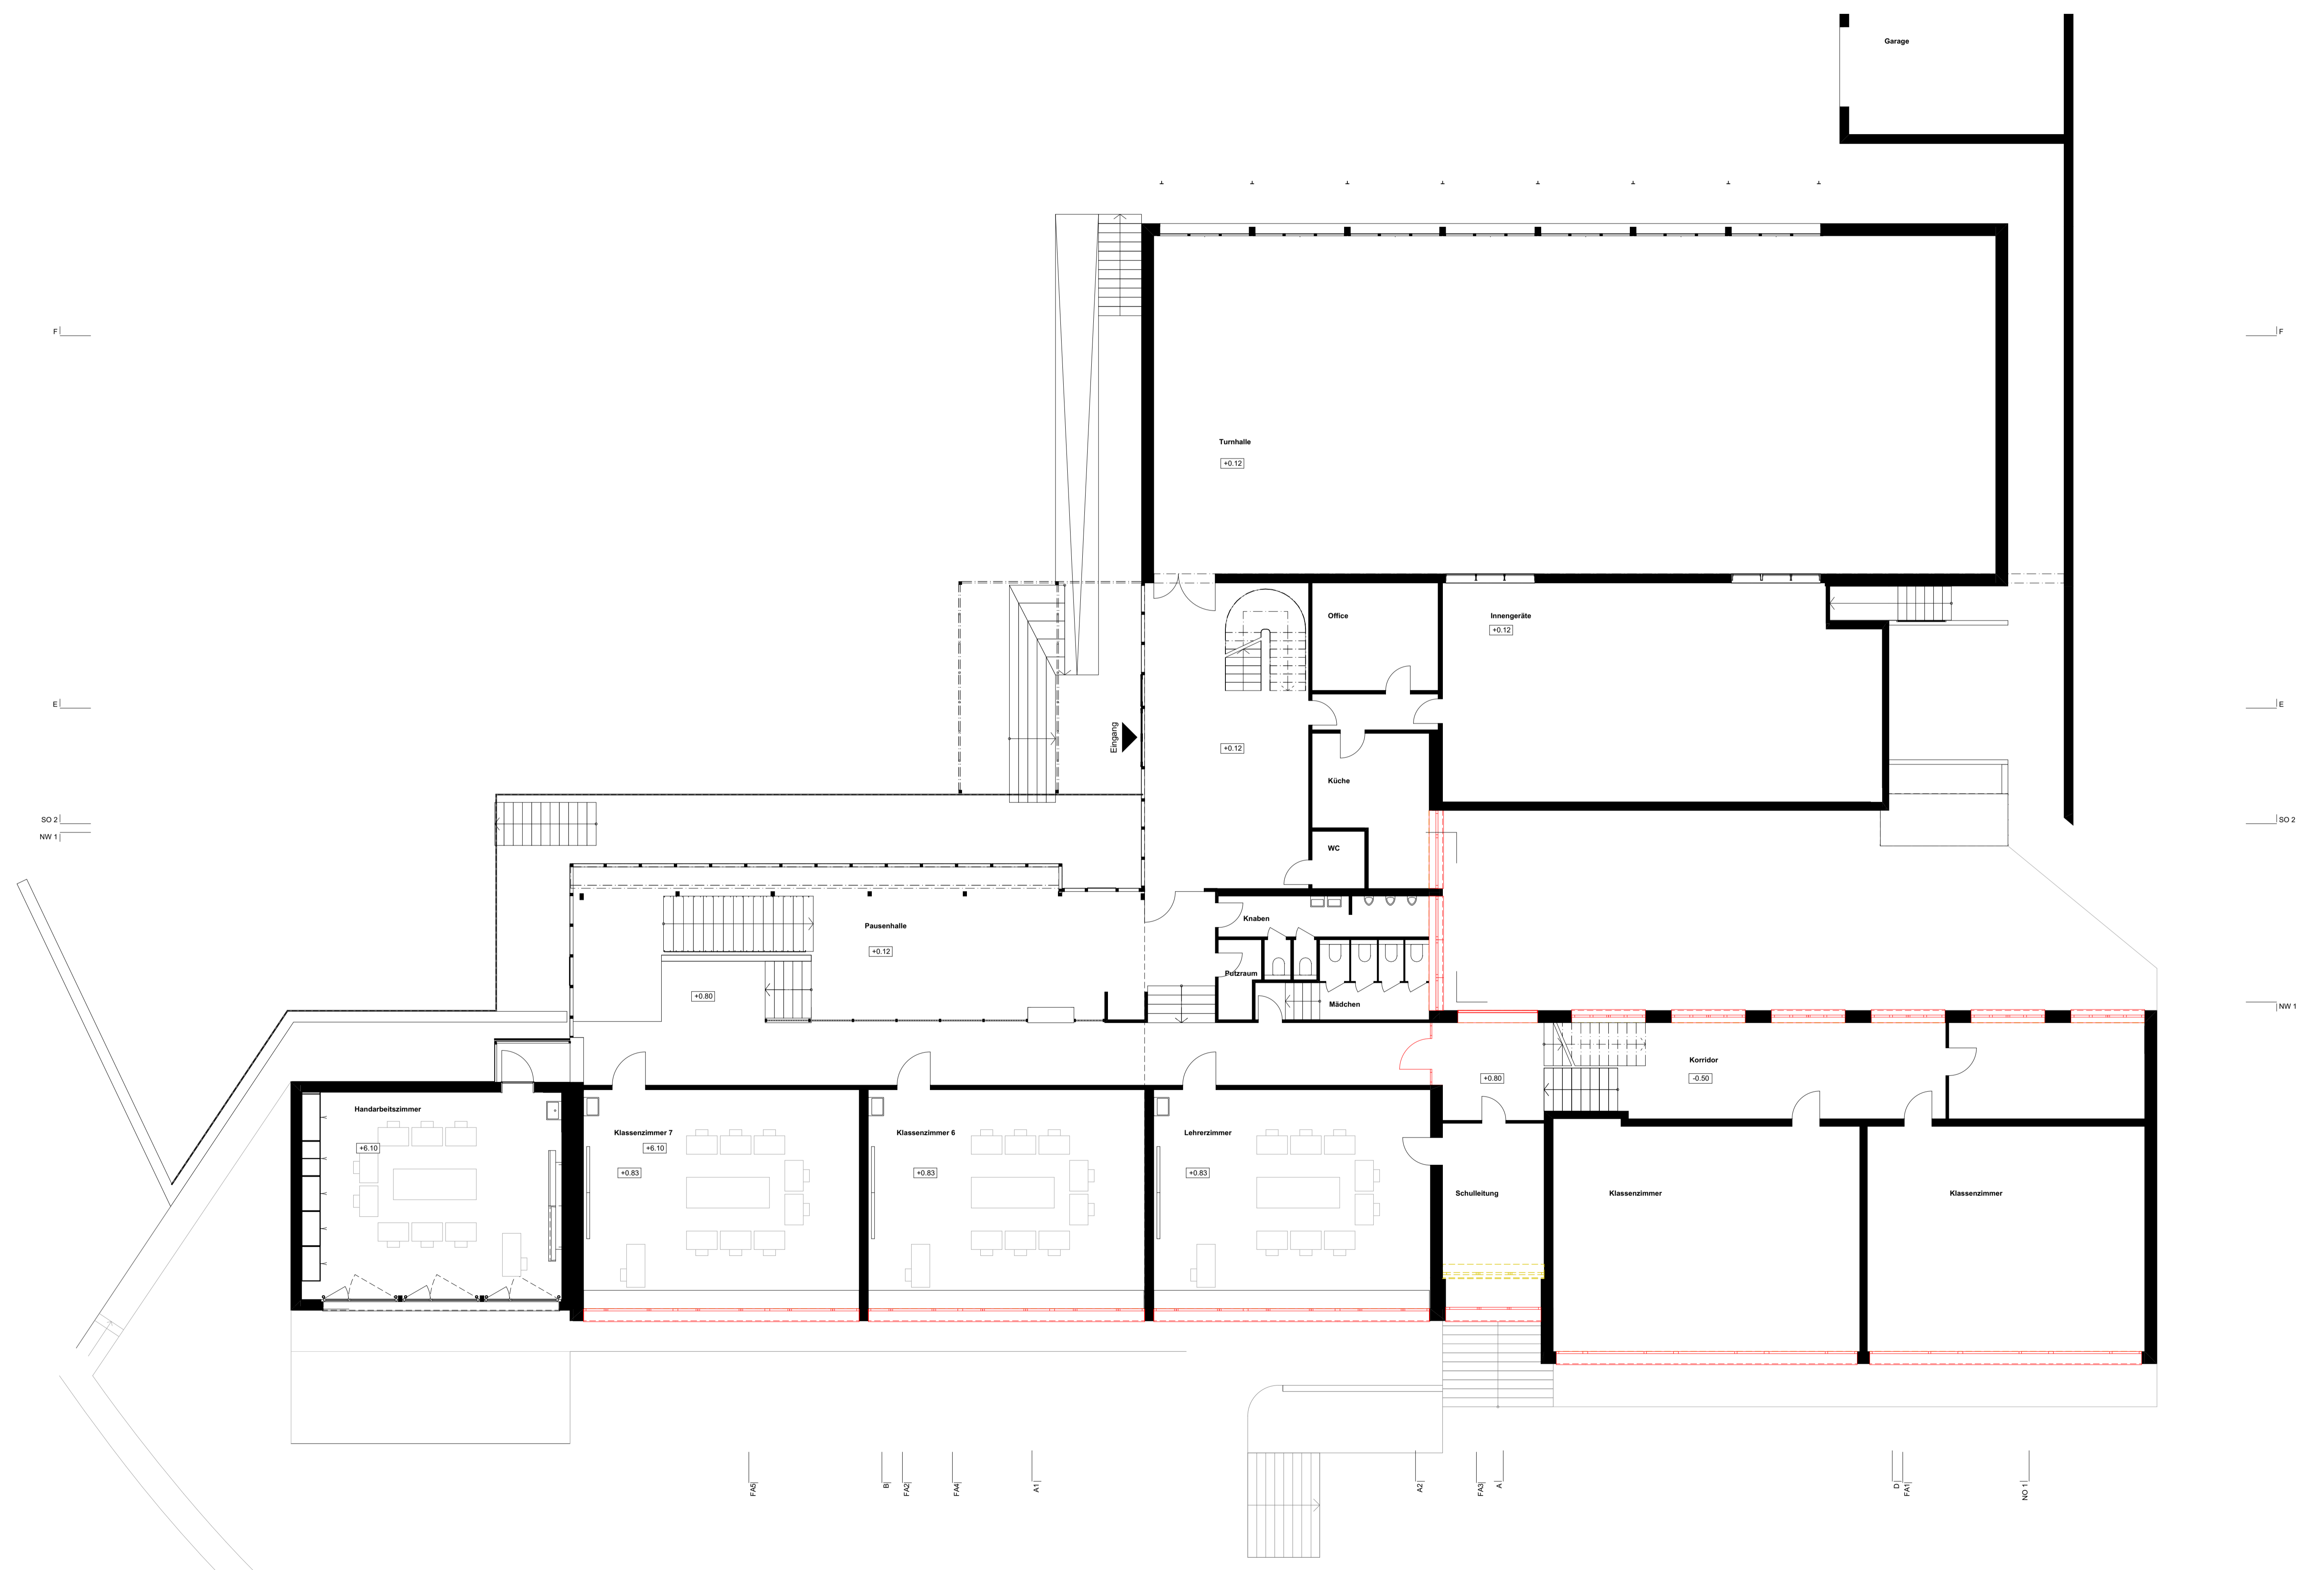 Garage
F
F
Turnhalle
+0.12
Office
Innengeräte
+0.12
E
E
Eingang
+0.12
Küche
SO 2
SO 2
NW 1
WC
Knaben
Pausenhalle
+0.12
Putzraum
+0.80
Mädchen
NW 1
Korridor
-0.50
+0.80
Handarbeitszimmer
+6.10
Klassenzimmer 7
+6.10
+0.83
Klassenzimmer 6
+0.83
Lehrerzimmer
+0.83
Schulleitung
Klassenzimmer
Klassenzimmer
FA5
B
FA2
FA4
A1
A2
FA3
A
D
FA1
NO 1